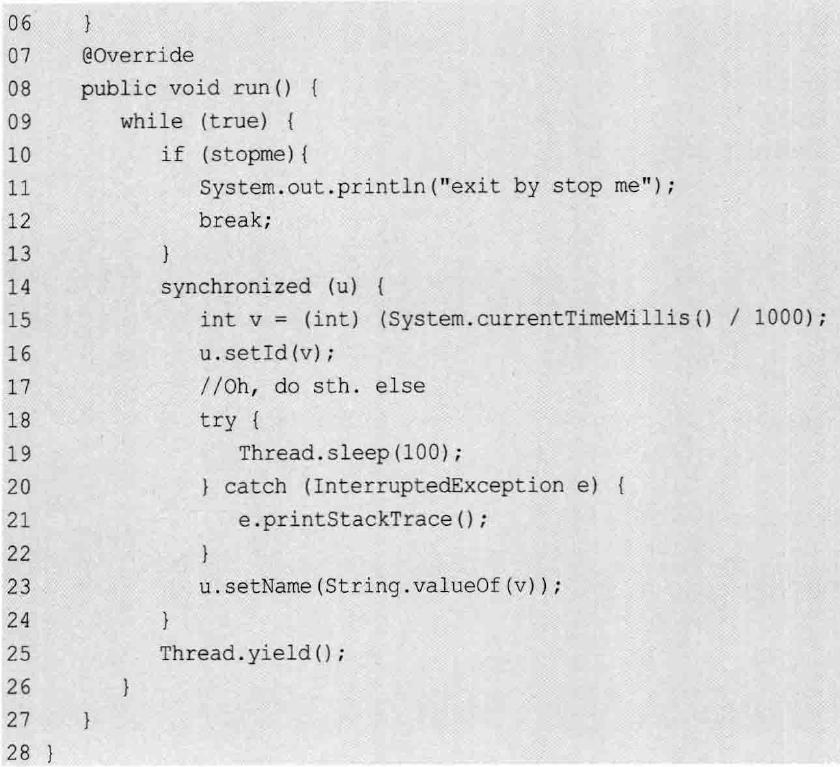 06     }
07     @Override
08     public void run() {
09        while (true) {
10           if (stopme){
11              System.out.println("exit by stop me");
12              break;
13           }
14           synchronized (u) {
15              int v = (int) (System.currentTimeMillis() / 1000);
16              u.setId(v);
17              //Oh, do sth. else
18              try {
19                 Thread.sleep(100);
20              } catch (InterruptedException e) {
21                 e.printStackTrace();
22              }
23              u.setName(String.valueOf(v));
24           }
25           Thread.yield();
26        }
27     }
28 }